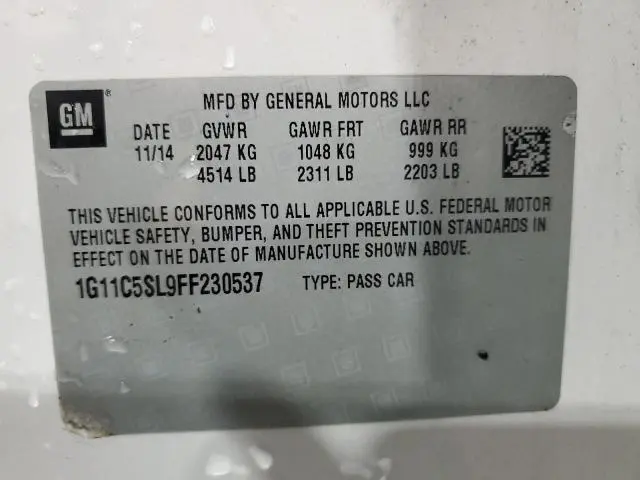 GM®
MFD BY GENERAL MOTORS LLC
DATE GVWR GAWR FRT GAWR RR
11/14 2047 KG 1048 KG 999 KG
4514 LB 2311 LB 2203 LB
THIS VEHICLE CONFORMS TO ALL APPLICABLE U.S. FEDERAL MOTOR
VEHICLE SAFETY, BUMPER, AND THEFT PREVENTION STANDARDS IN
EFFECT ON THE DATE OF MANUFACTURE SHOWN ABOVE.
1G11C5SL9FF230537 TYPE: PASS CAR